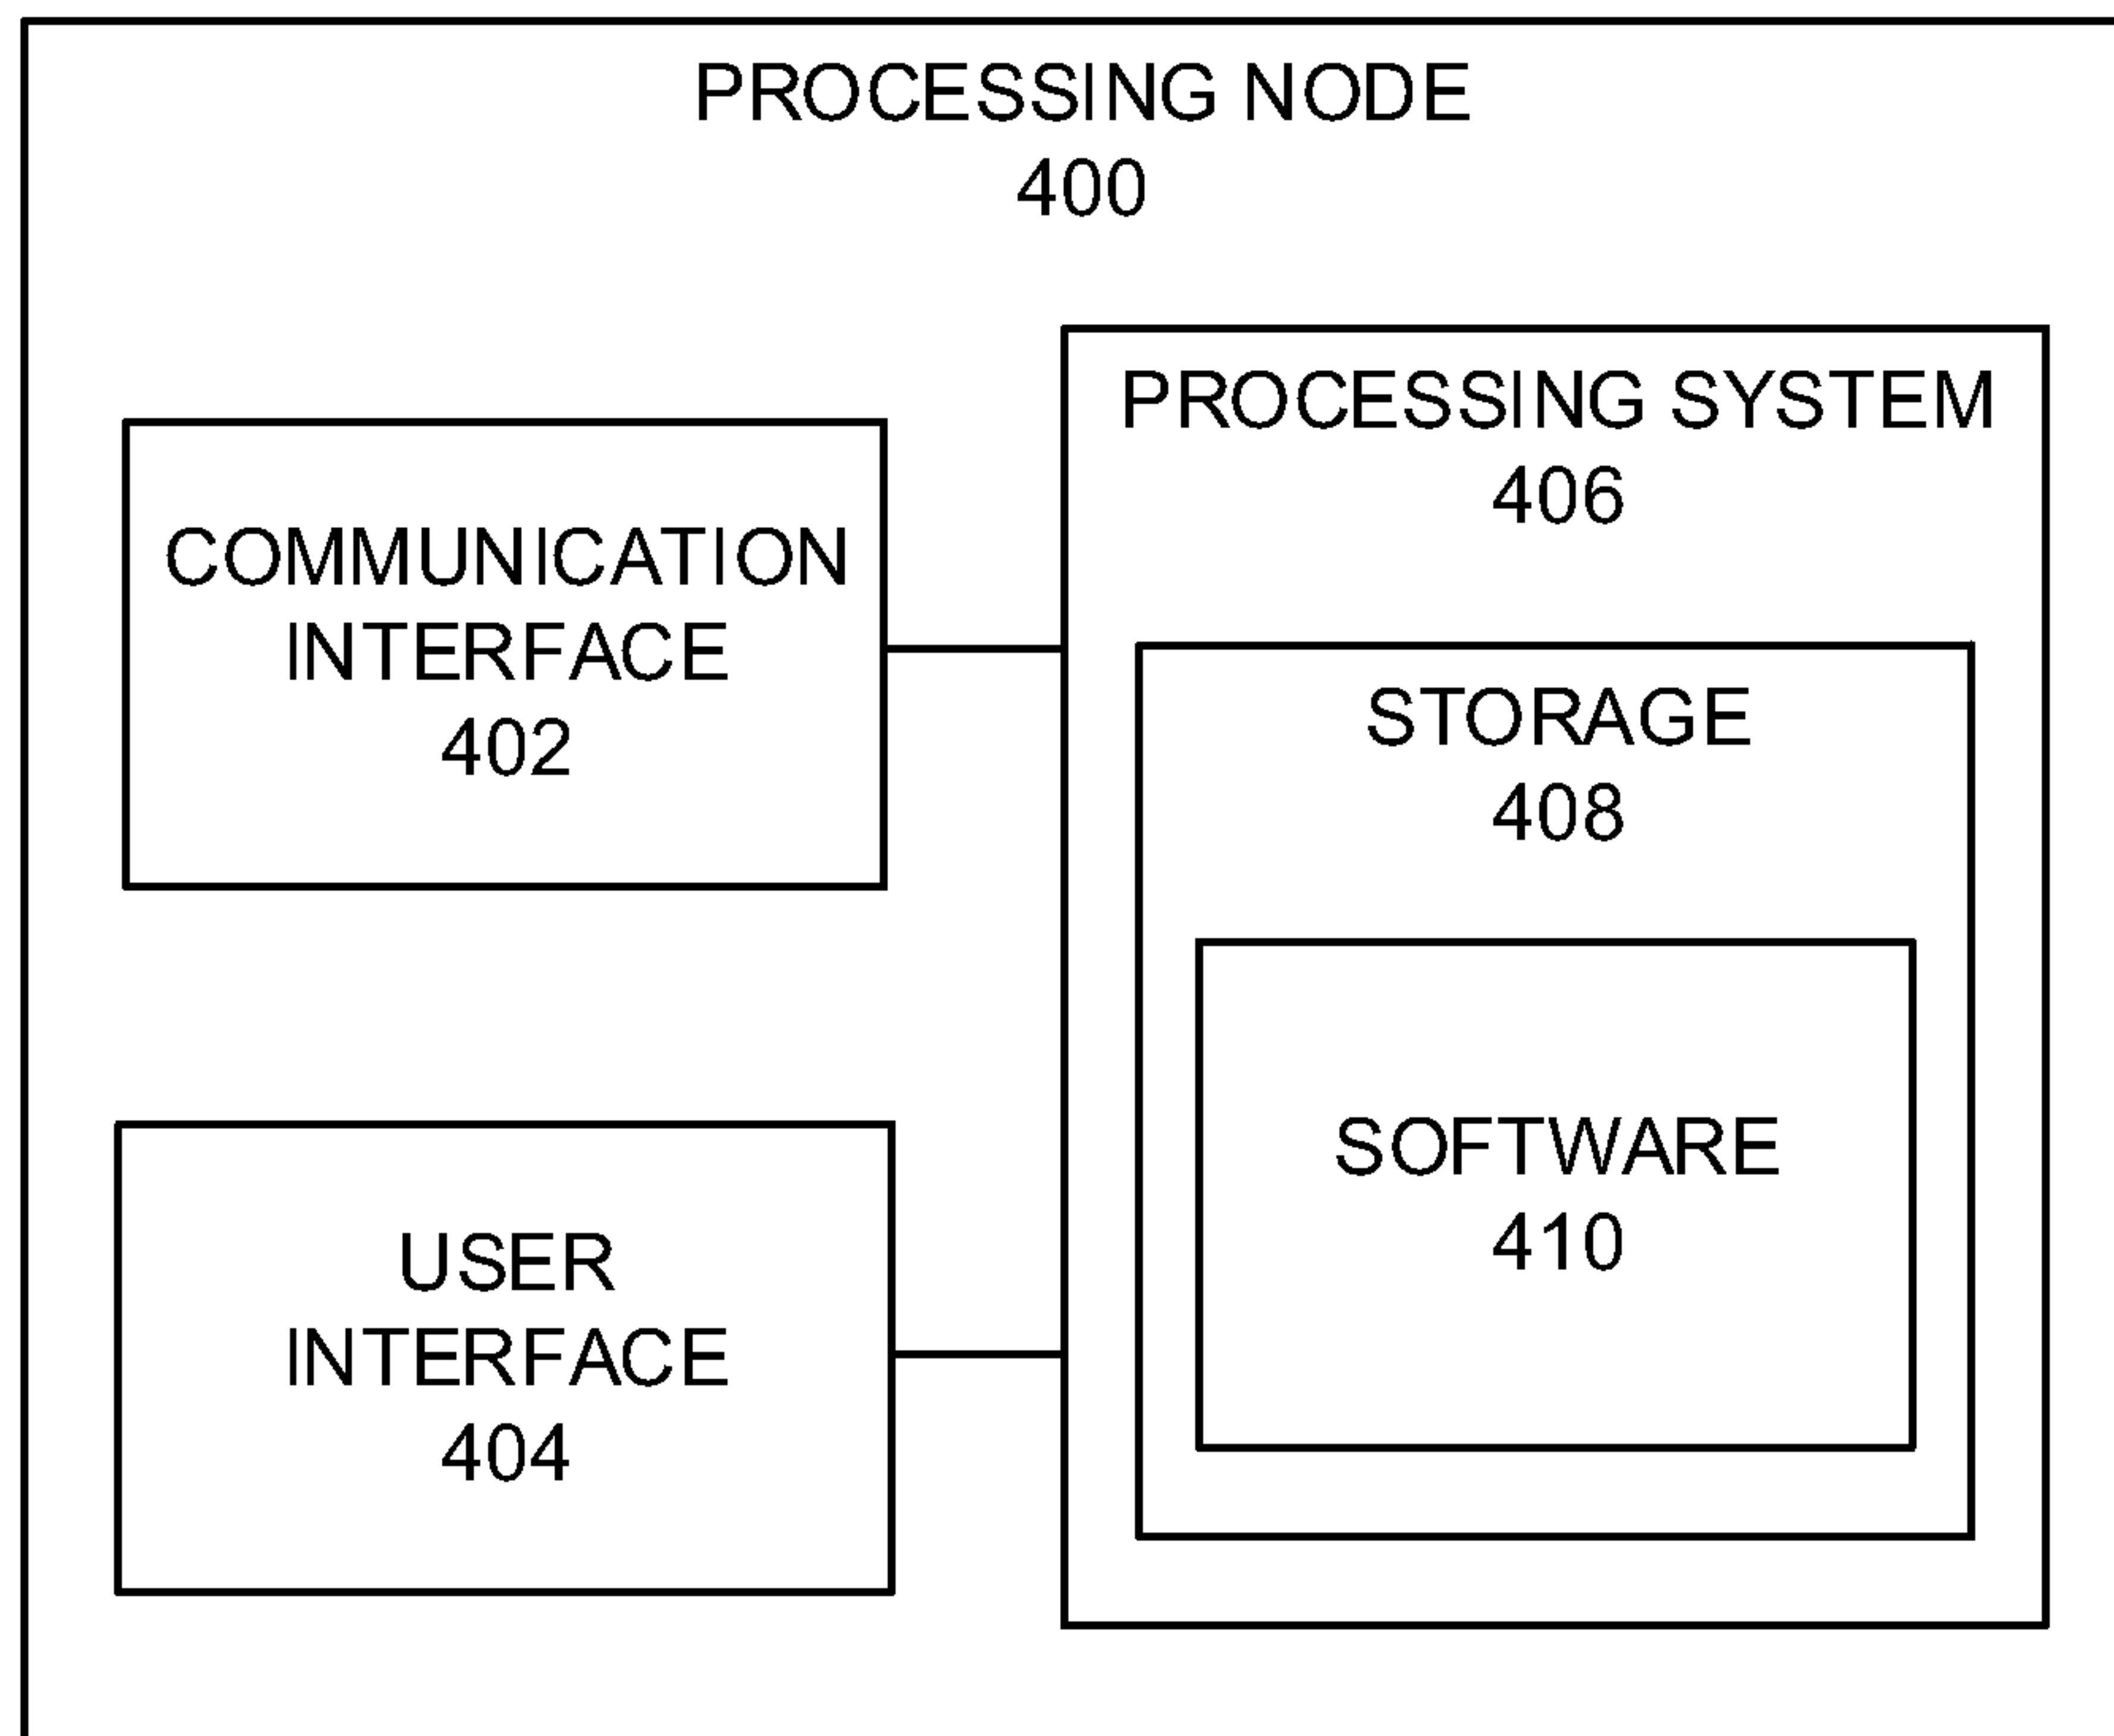 PROCESSING NODE
400
PROCESSING SYSTEM
406
COMMUNICATION
INTERFACE
402
STORAGE
408
SOFTWARE
410
USER
INTERFACE
404